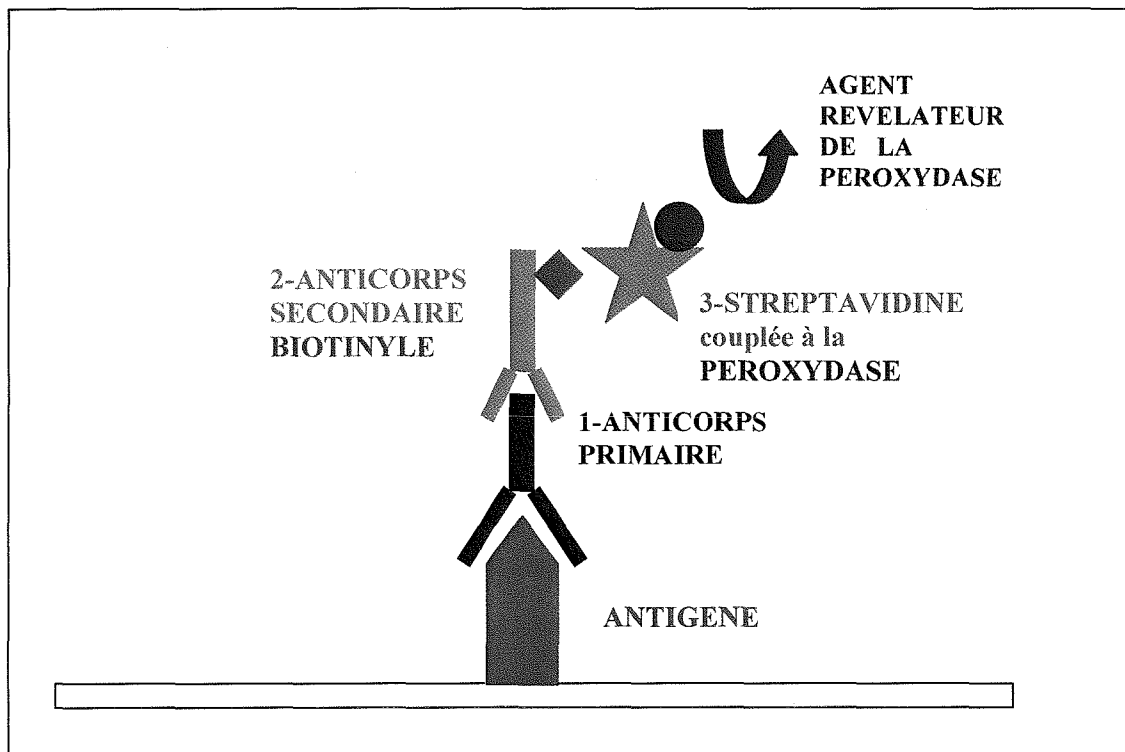 AGENT
REVELATEUR
DE LA
PEROXYDASE
2-ANTICORPS
SECONDAIRE
BIOTINYLE
3-STREPTAVIDINE
couplée à la
PEROXYDASE
1-ANTICORPS
PRIMAIRE
ANTIGENE